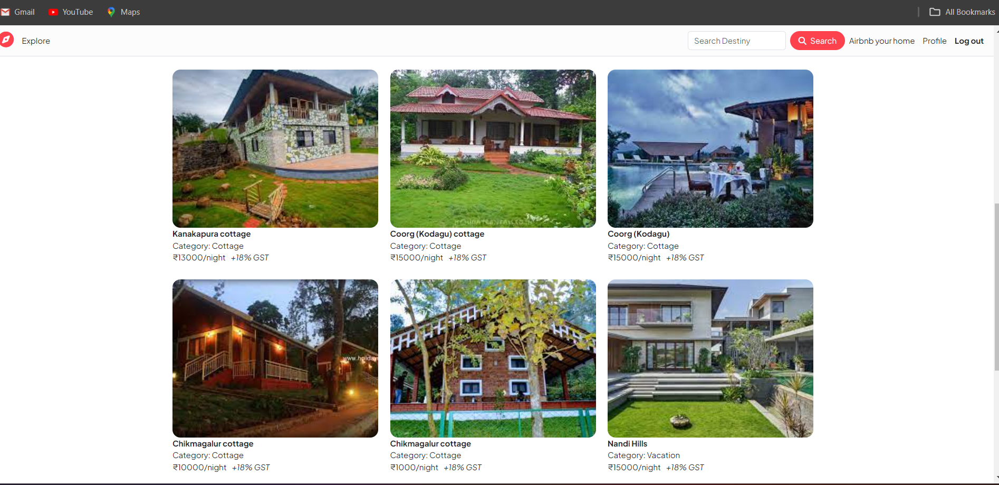 Gmail
YouTube
Maps
All Bookmarks
Explore
Search Destiny
Search
Airbnb your home
Profile
Log out
Kanakapura cottage
Category: Cottage
₹13000/night +18% GST
Coorg (Kodagu) cottage
Category: Cottage
₹15000/night +18% GST
Coorg (Kodagu)
Category: Cottage
₹15000/night +18% GST
www.holida
Chikmagalur cottage
Category: Cottage
₹10000/night +18% GST
Chikmagalur cottage
Category: Cottage
₹1000/night +18% GST
Nandi Hills
Category: Vacation
₹15000/night +18% GST